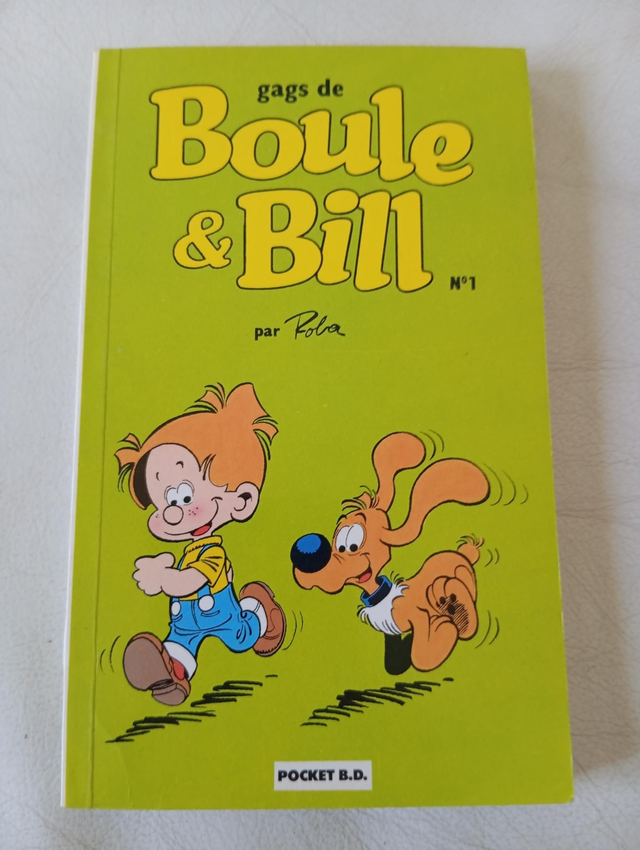 gags de
Boule
& Bill
N°1
par Roba
POCKET B.D.